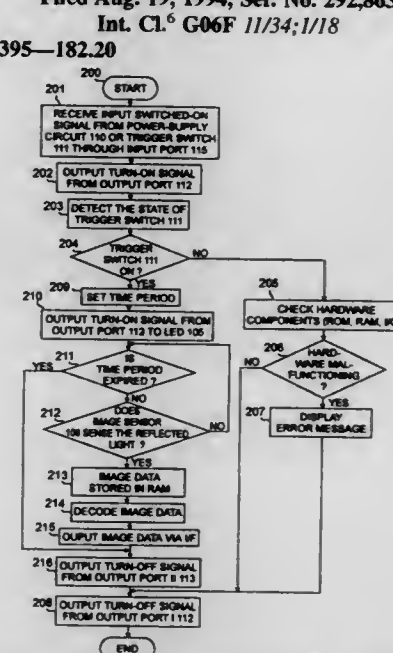 Filed Aug. 19, 1994, Ser. No. 292,863
Int. Cl.⁶ G06F 11/34;1/18
395—182.20
200
START
201
RECEIVE INPUT SWITCHED-ON
SIGNAL FROM POWER-SUPPLY
CIRCUIT 110 OR TRIGGER SWITCH
111 THROUGH INPUT PORT 115
202
OUTPUT TURN-ON SIGNAL
FROM OUTPUT PORT 112
203
DETECT THE STATE OF
TRIGGER SWITCH 111
204
TRIGGER
SWITCH 111
ON ?
NO
YES
209
SET TIME PERIOD
210
OUTPUT TURN-ON SIGNAL FROM
OUTPUT PORT 112 TO LED 105
205
CHECK HARDWARE
COMPONENTS (ROM, RAM,
206
HARD-
WARE MAL-
FUNCTIONING
?
NO
YES
207
DISPLAY
ERROR MESSAGE
211
IS
TIME PERIOD
EXPIRED ?
YES
NO
212
DOES
IMAGE SENSOR
SENSE THE REFLECTED
LIGHT ?
NO
YES
213
IMAGE DATA
STORED IN RAM
214
DECODE IMAGE DATA
215
OUPUT IMAGE DATA VIA I/F
216
OUTPUT TURN-OFF SIGNAL
FROM OUTPUT PORT II 113
208
OUTPUT TURN-OFF SIGNAL
FROM OUTPUT PORT I 112
END